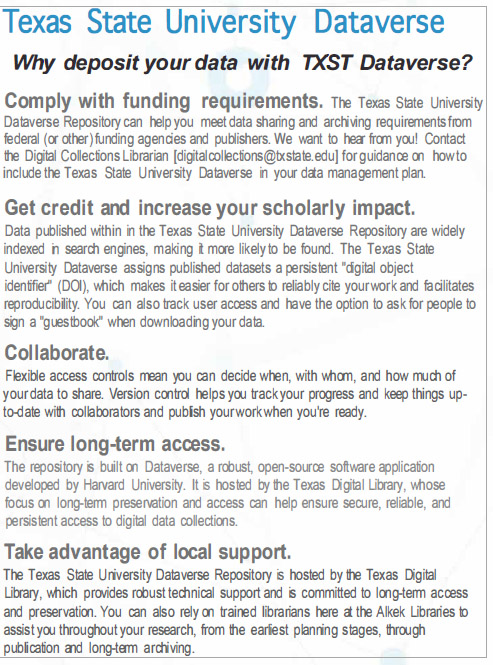 Texas State University Dataverse
Why deposit your data with TXST Dataverse?
Comply with funding requirements. The Texas State University
Dataverse Repository can help you meet data sharing and archiving requirements from
federal (or other) funding agencies and publishers. We want to hear from you! Contact
the Digital Collections Librarian [digitalcollections@txstate.edu] for guidance on how to
include the Texas State University Dataverse in your data management plan.
Get credit and increase your scholarly impact.
Data published within in the Texas State University Dataverse Repository are widely
indexed in search engines, making it more likely to be found. The Texas State
University Dataverse assigns published datasets a persistent "digital object
identifier" (DOI), which makes it easier for others to reliably cite your work and facilitates
reproducibility. You can also track user access and have the option to ask for people to
sign a "guestbook" when downloading your data.
Collaborate.
Flexible access controls mean you can decide when, with whom, and how much of
your data to share. Version control helps you track your progress and keep things up-
to-date with collaborators and publish your work when you're ready.
Ensure long-term access.
The repository is built on Dataverse, a robust, open-source software application
developed by Harvard University. It is hosted by the Texas Digital Library, whose
focus on long-term preservation and access can help ensure secure, reliable, and
persistent access to digital data collections.
Take advantage of local support.
The Texas State University Dataverse Repository is hosted by the Texas Digital
Library, which provides robust technical support and is committed to long-term access
and preservation. You can also rely on trained librarians here at the Alkek Libraries to
assist you throughout your research, from the earliest planning stages, through
publication and long-term archiving.